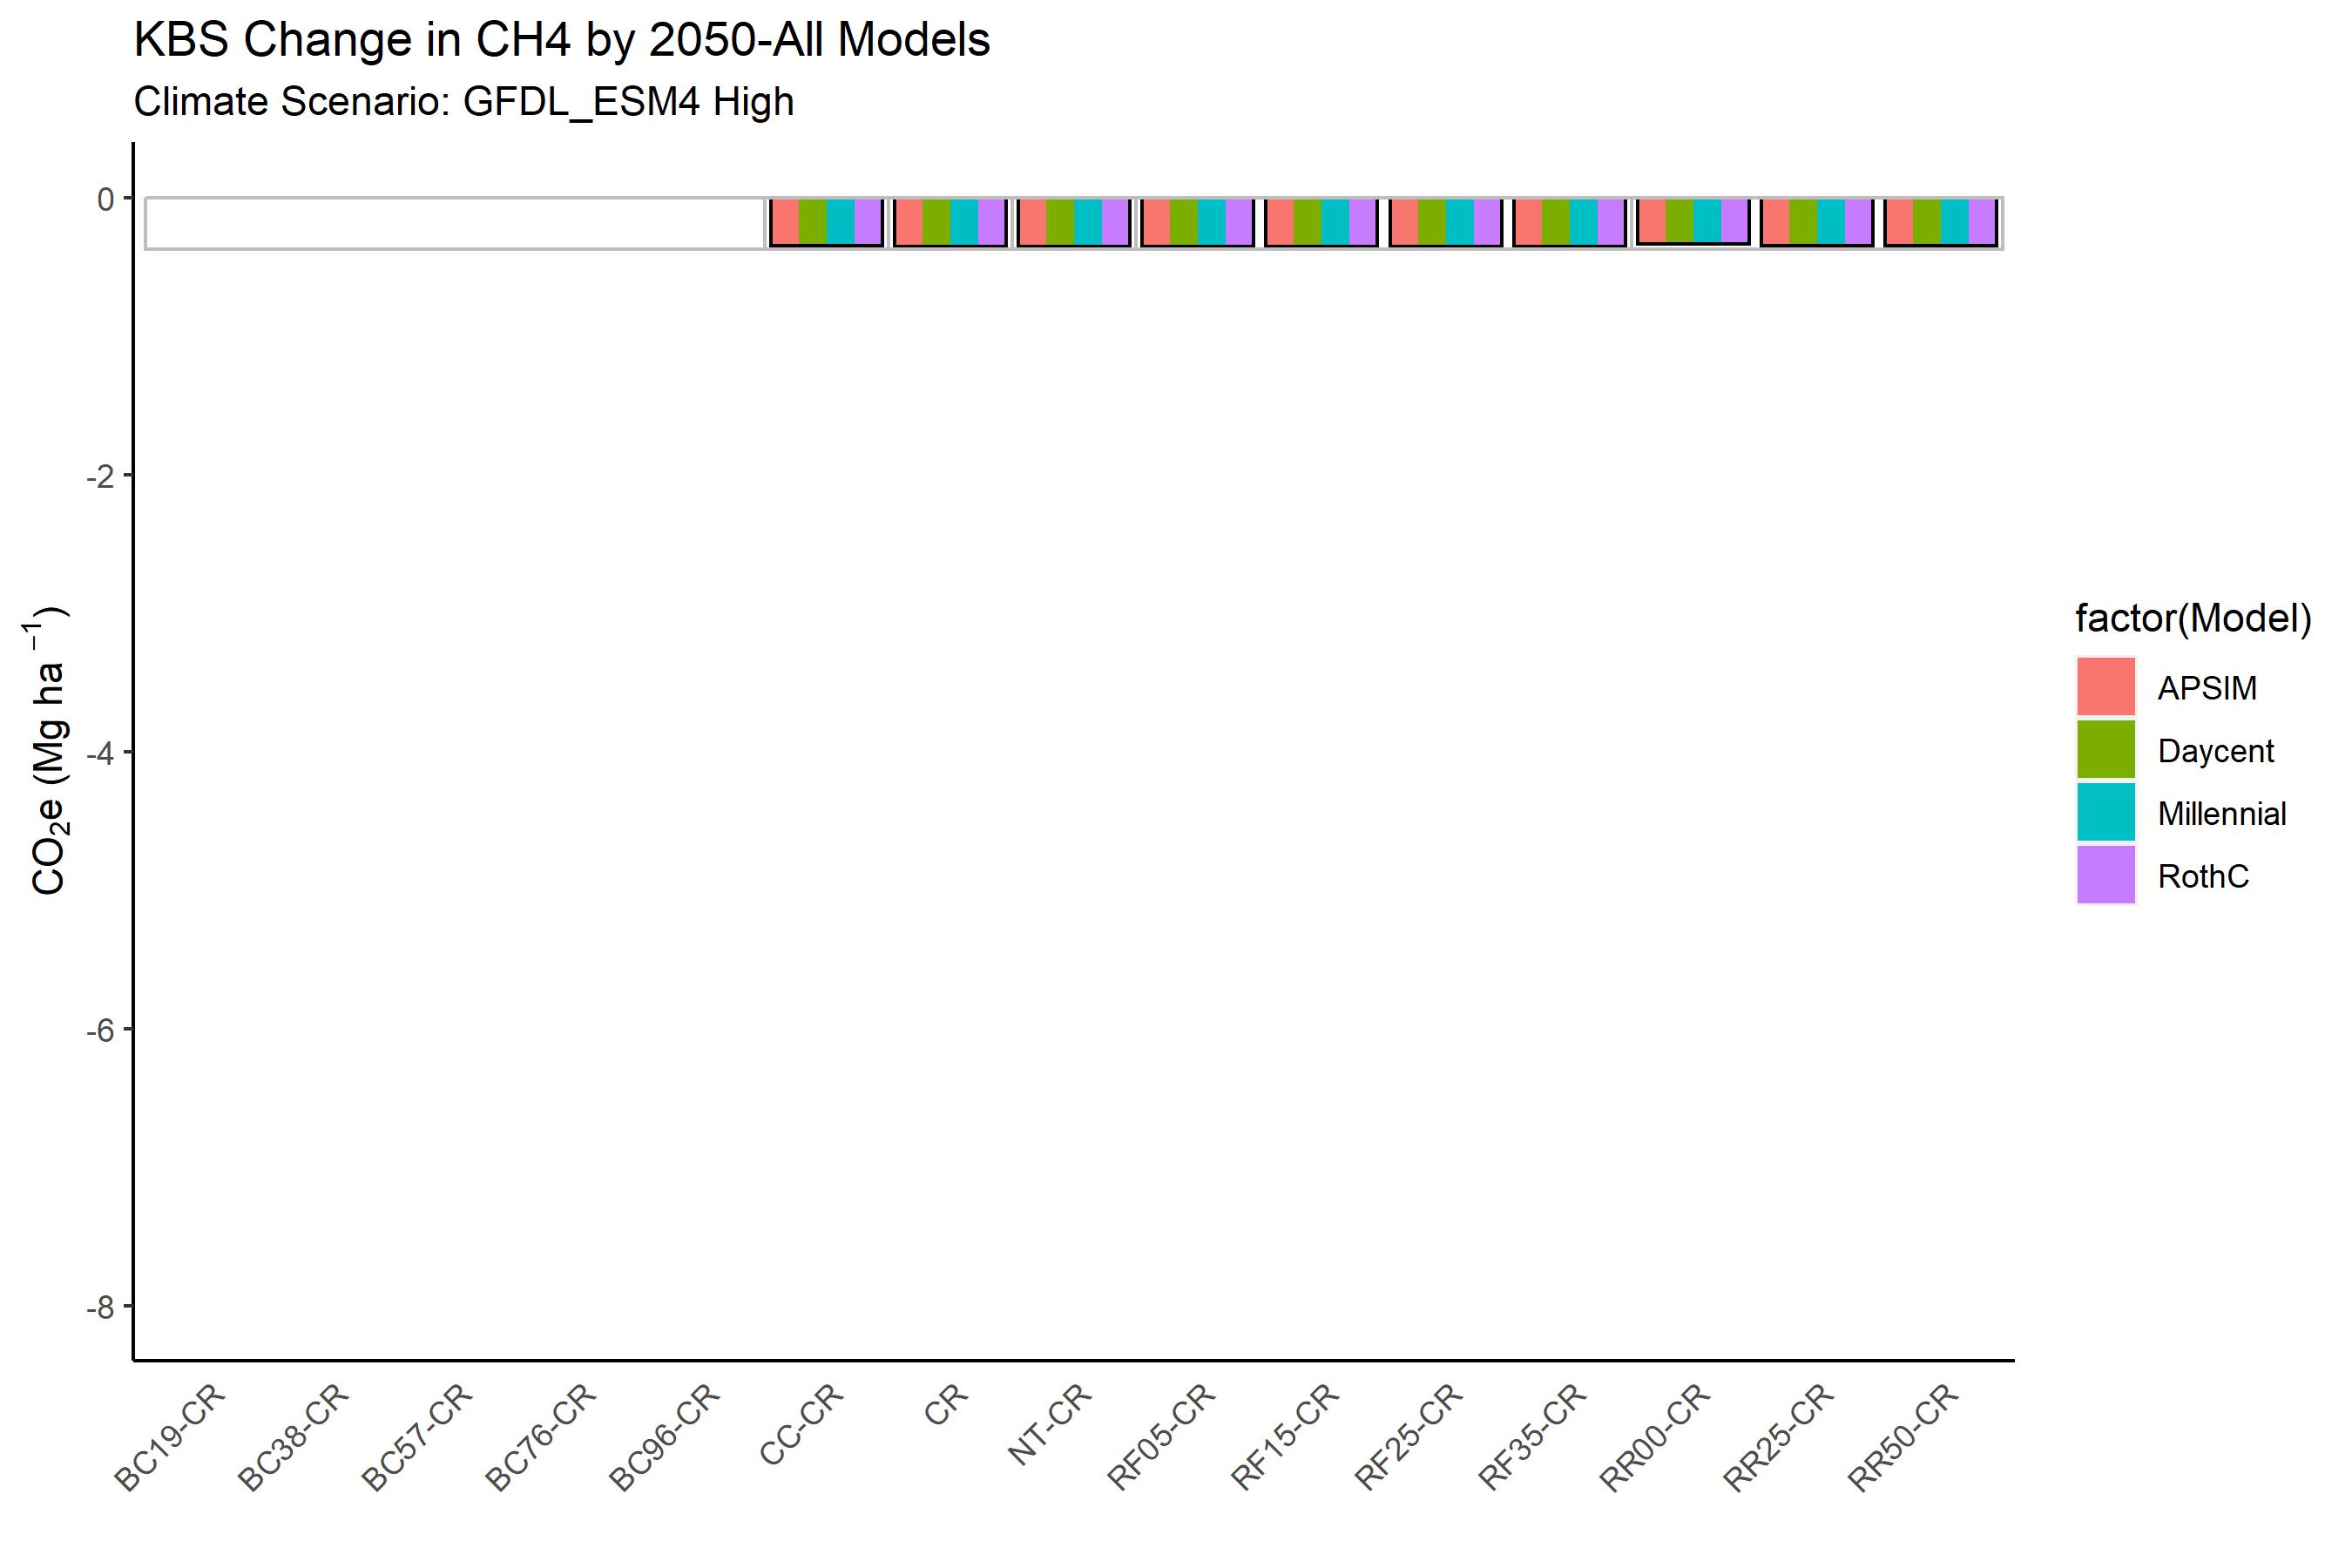 KBS Change in CH4 by 2050-All Models
Climate Scenario: GFDL_ESM4 High
0
-2
-4
-6
-8
CO₂e (Mg ha ⁻¹)
BC19-CR
BC38-CR
BC57-CR
BC76-CR
BC96-CR
CC-CR
CR
NT-CR
RF05-CR
RF15-CR
RF25-CR
RF35-CR
RR00-CR
RR25-CR
RR50-CR
factor(Model)
APSIM
Daycent
Millennial
RothC